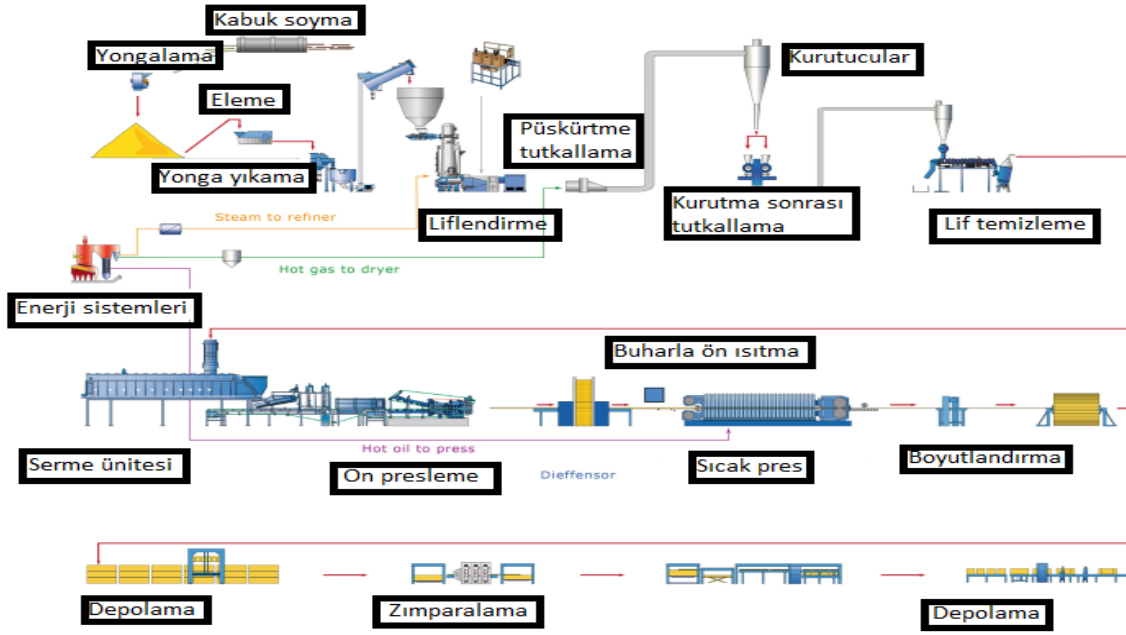 Kabuk soyma
Yongalama
Kurutucular
Eleme
Püskürtme
tutkallama
Yonga yıkama
Kurutma sonrası
tutkallama
Steam to refiner
Liflendirme
Lif temizleme
Hot gas to dryer
Enerji sistemleri
Buharla ön ısıtma
Hot oil to press
Serme ünitesi
Ön presleme
Dieffensor
Sıcak pres
Boyutlandırma
Depolama
Zımparalama
Depolama